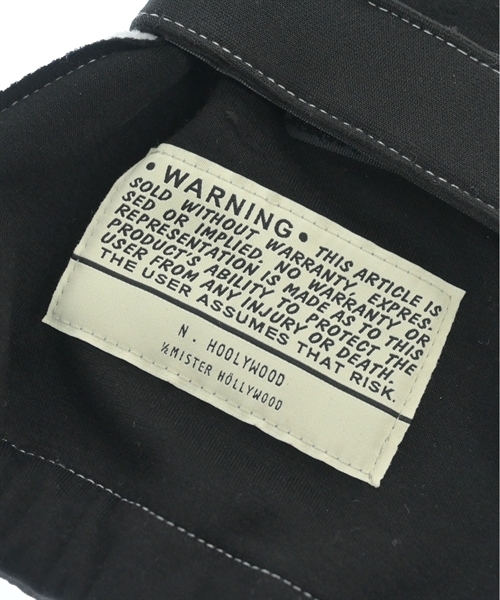 • WARNING • THIS ARTICLE IS
SOLD WITHOUT WARRANTY, EXPRES-
SED OR IMPLIED, NO WARRANTY OR
REPRESENTATION IS MADE AS TO THIS
PRODUCT'S ABILITY TO PROTECT THE
USER FROM ANY INJURY OR DEATH.
THE USER ASSUMES THAT RISK.
N. HOOLYWOOD
½MISTER HÖLLYWOOD